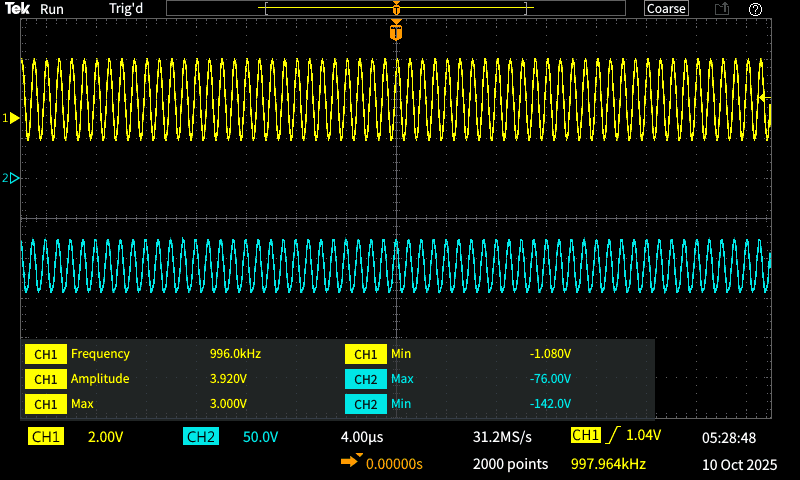 Tek Run Trig'd T Coarse ?
T
1
2
CH1 Frequency 996.0kHz CH1 Min -1.080V
CH1 Amplitude 3.920V CH2 Max -76.00V
CH1 Max 3.000V CH2 Min -142.0V
CH1 2.00V CH2 50.0V 4.00µs 31.2MS/s CH1 1.04V 05:28:48
0.00000s 2000 points 997.964kHz 10 Oct 2025